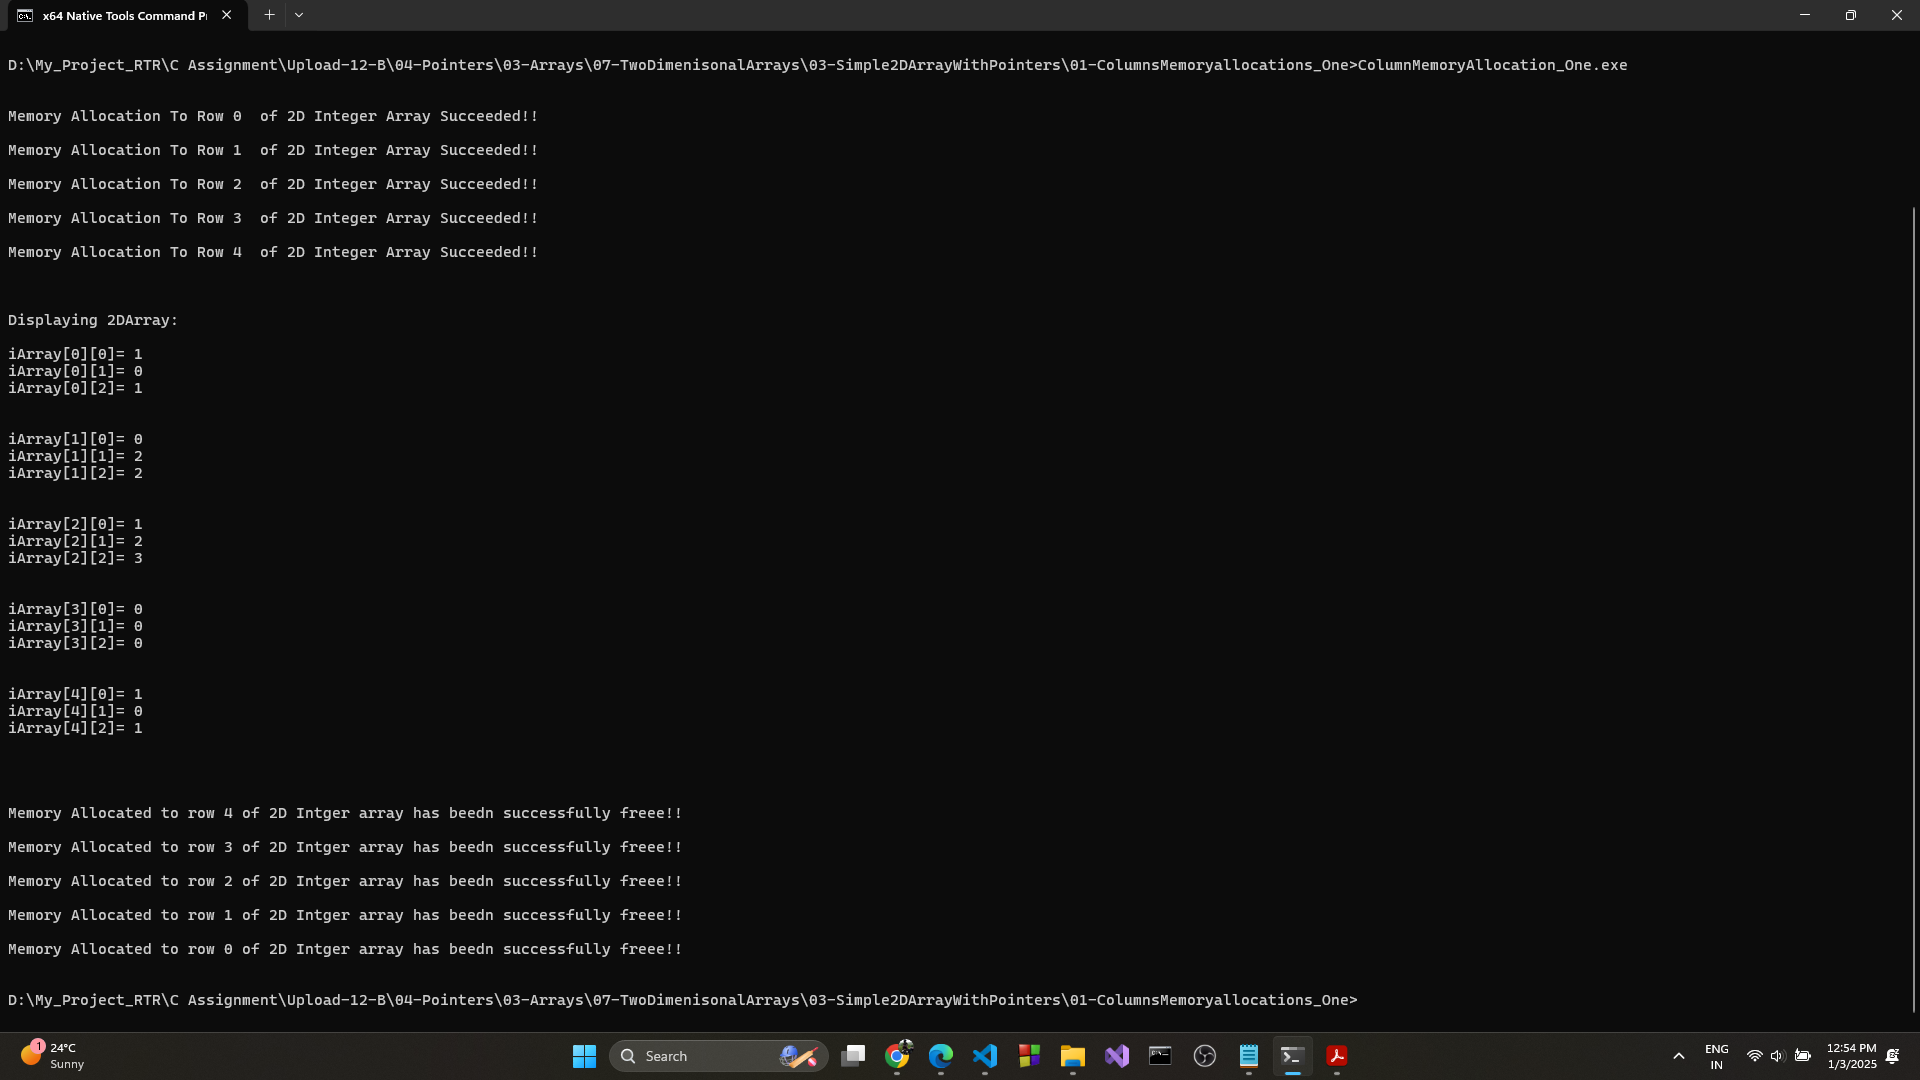 x64 Native Tools Command P
D:\My_Project_RTR\C Assignment\Upload-12-B\04-Pointers\03-Arrays\07-TwoDimenisonalArrays\03-Simple2DArrayWithPointers\01-ColumnsMemoryallocations_One>ColumnMemoryAllocation_One.exe
Memory Allocation To Row 0  of 2D Integer Array Succeeded!!
Memory Allocation To Row 1  of 2D Integer Array Succeeded!!
Memory Allocation To Row 2  of 2D Integer Array Succeeded!!
Memory Allocation To Row 3  of 2D Integer Array Succeeded!!
Memory Allocation To Row 4  of 2D Integer Array Succeeded!!
Displaying 2DArray:
iArray[0][0]= 1
iArray[0][1]= 0
iArray[0][2]= 1
iArray[1][0]= 0
iArray[1][1]= 2
iArray[1][2]= 2
iArray[2][0]= 1
iArray[2][1]= 2
iArray[2][2]= 3
iArray[3][0]= 0
iArray[3][1]= 0
iArray[3][2]= 0
iArray[4][0]= 1
iArray[4][1]= 0
iArray[4][2]= 1
Memory Allocated to row 4 of 2D Intger array has beedn successfully freee!!
Memory Allocated to row 3 of 2D Intger array has beedn successfully freee!!
Memory Allocated to row 2 of 2D Intger array has beedn successfully freee!!
Memory Allocated to row 1 of 2D Intger array has beedn successfully freee!!
Memory Allocated to row 0 of 2D Intger array has beedn successfully freee!!
D:\My_Project_RTR\C Assignment\Upload-12-B\04-Pointers\03-Arrays\07-TwoDimenisonalArrays\03-Simple2DArrayWithPointers\01-ColumnsMemoryallocations_One>
1
24°C
Sunny
Search
ENG
IN
12:54 PM
1/3/2025